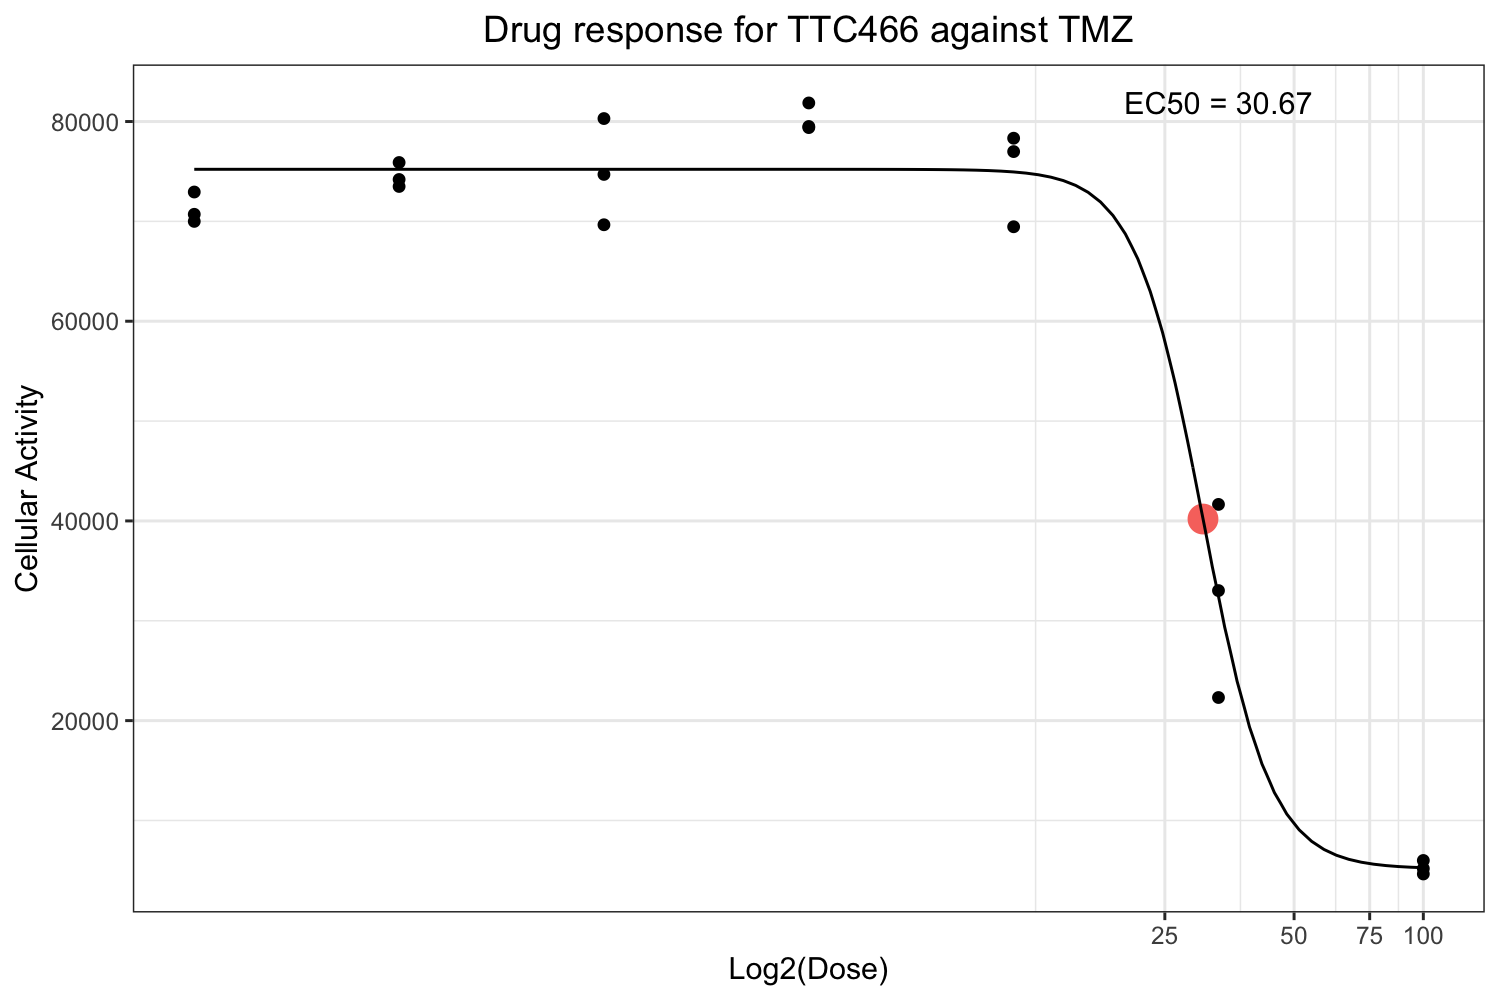 Drug response for TTC466 against TMZ
EC50 = 30.67
80000
60000
40000
20000
Cellular Activity
25 50 75 100
Log2(Dose)